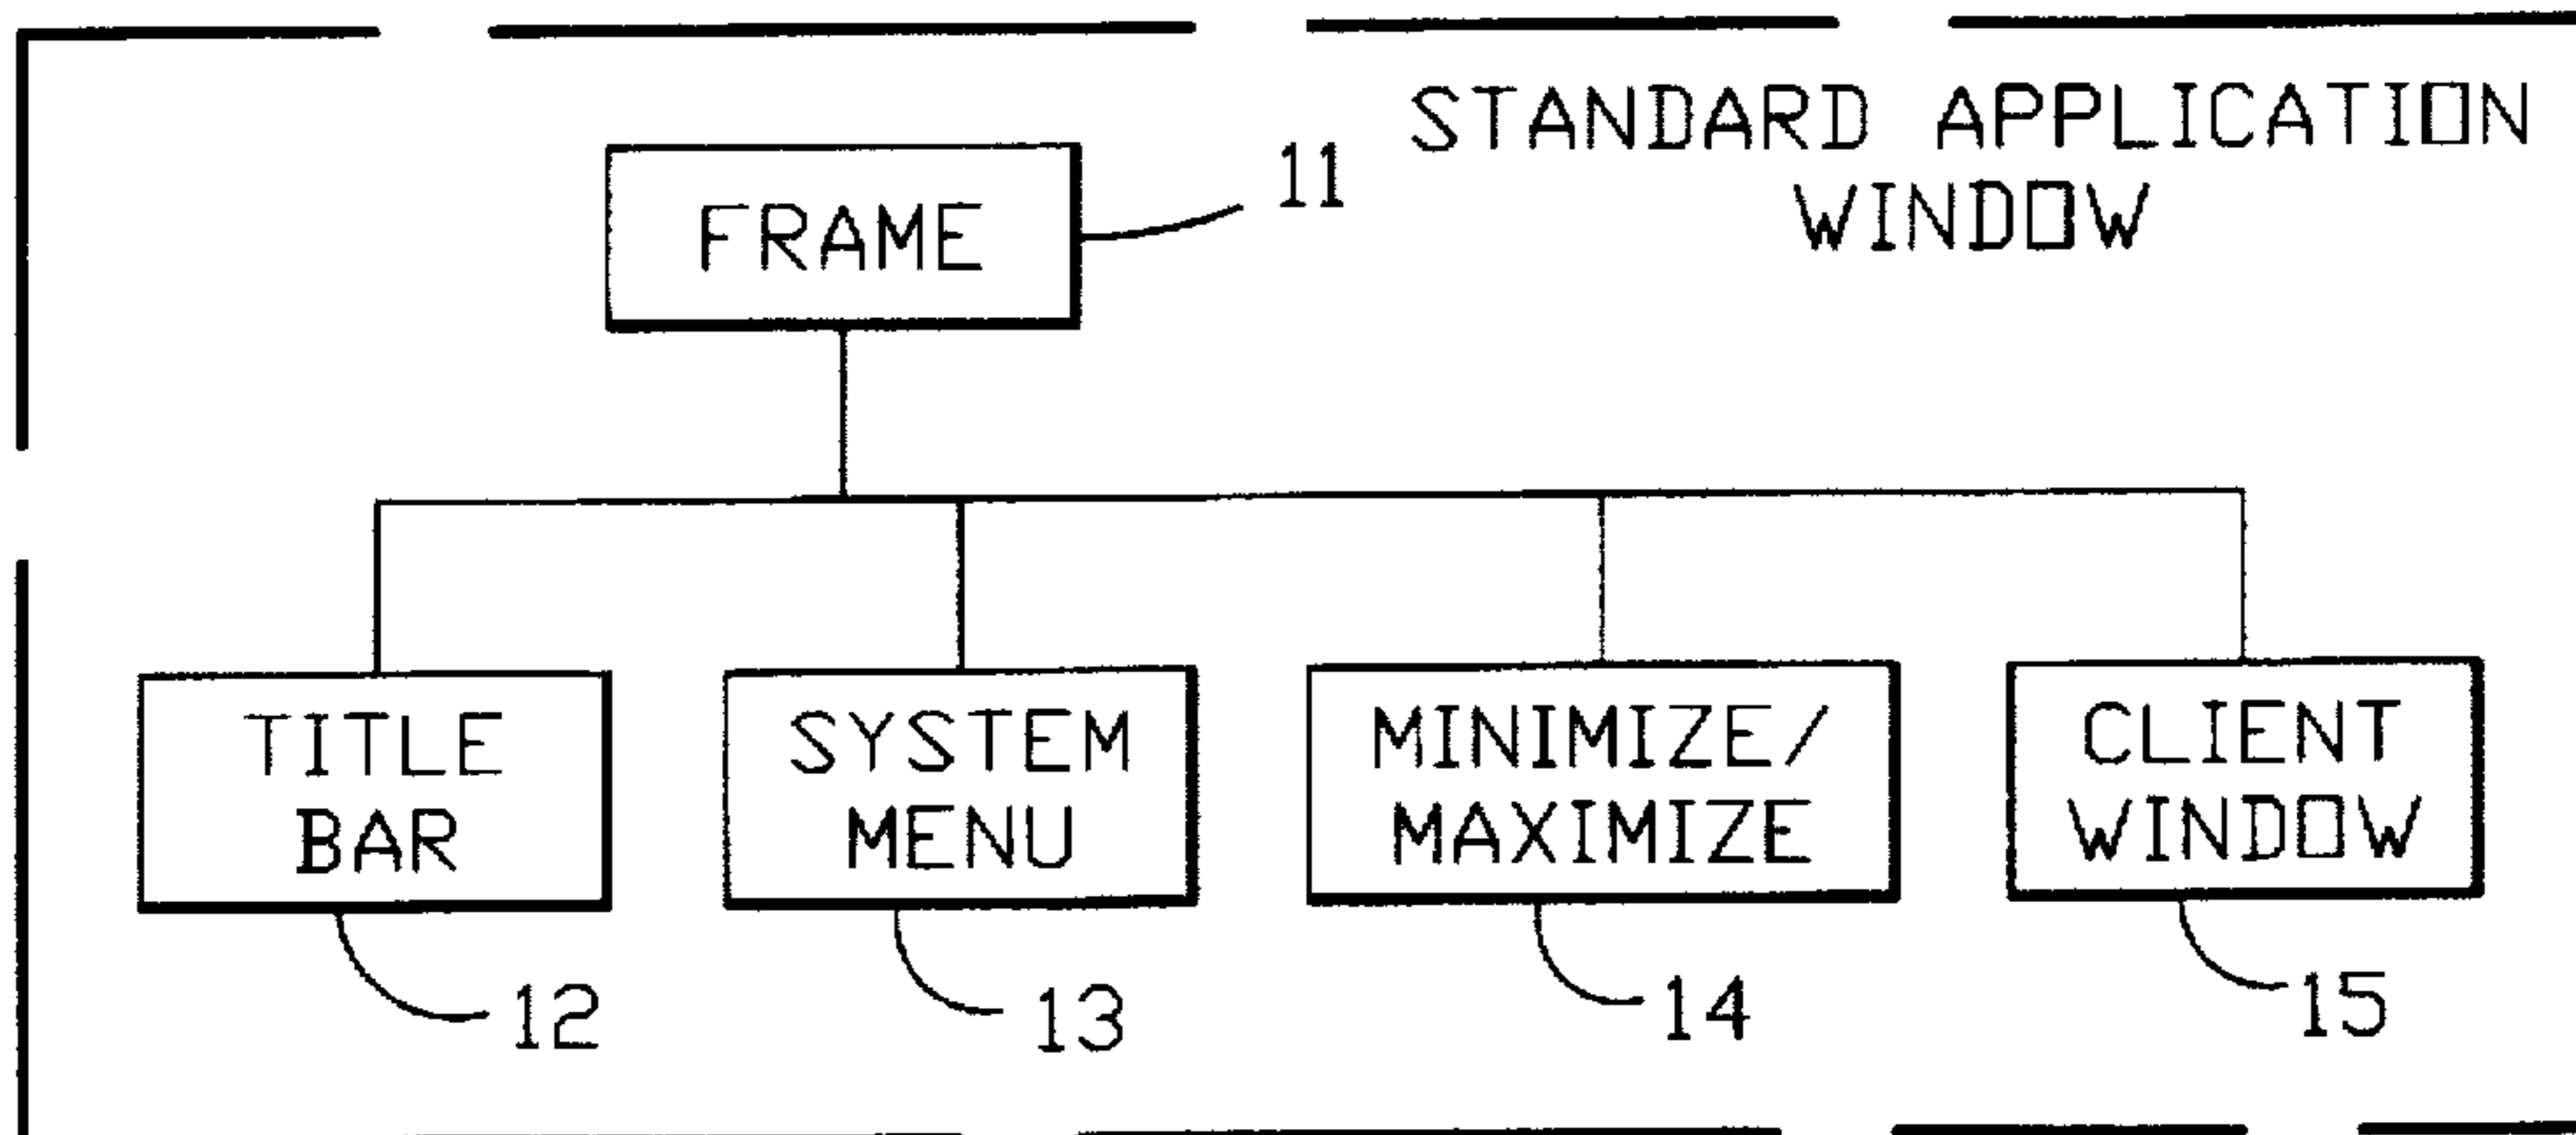 STANDARD APPLICATION
WINDOW
FRAME
11
TITLE
BAR
12
SYSTEM
MENU
13
MINIMIZE/
MAXIMIZE
14
CLIENT
WINDOW
15